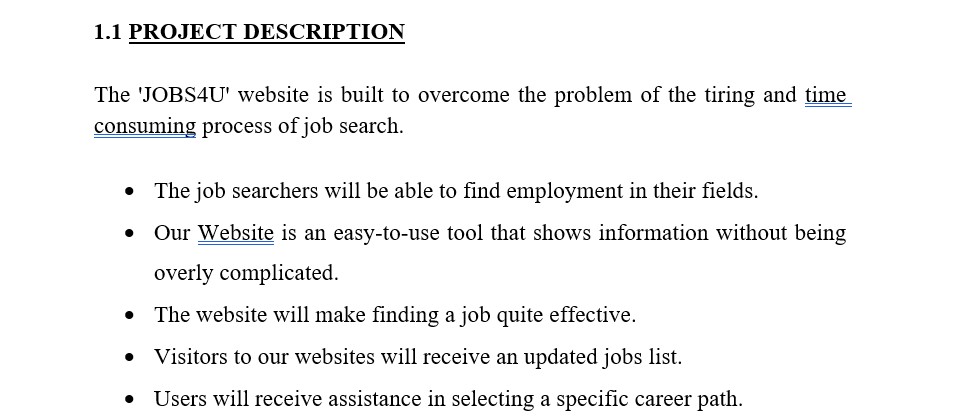 1.1 PROJECT DESCRIPTION
The 'JOBS4U' website is built to overcome the problem of the tiring and time
consuming process of job search.
• The job searchers will be able to find employment in their fields.
• Our Website is an easy-to-use tool that shows information without being
overly complicated.
• The website will make finding a job quite effective.
• Visitors to our websites will receive an updated jobs list.
• Users will receive assistance in selecting a specific career path.